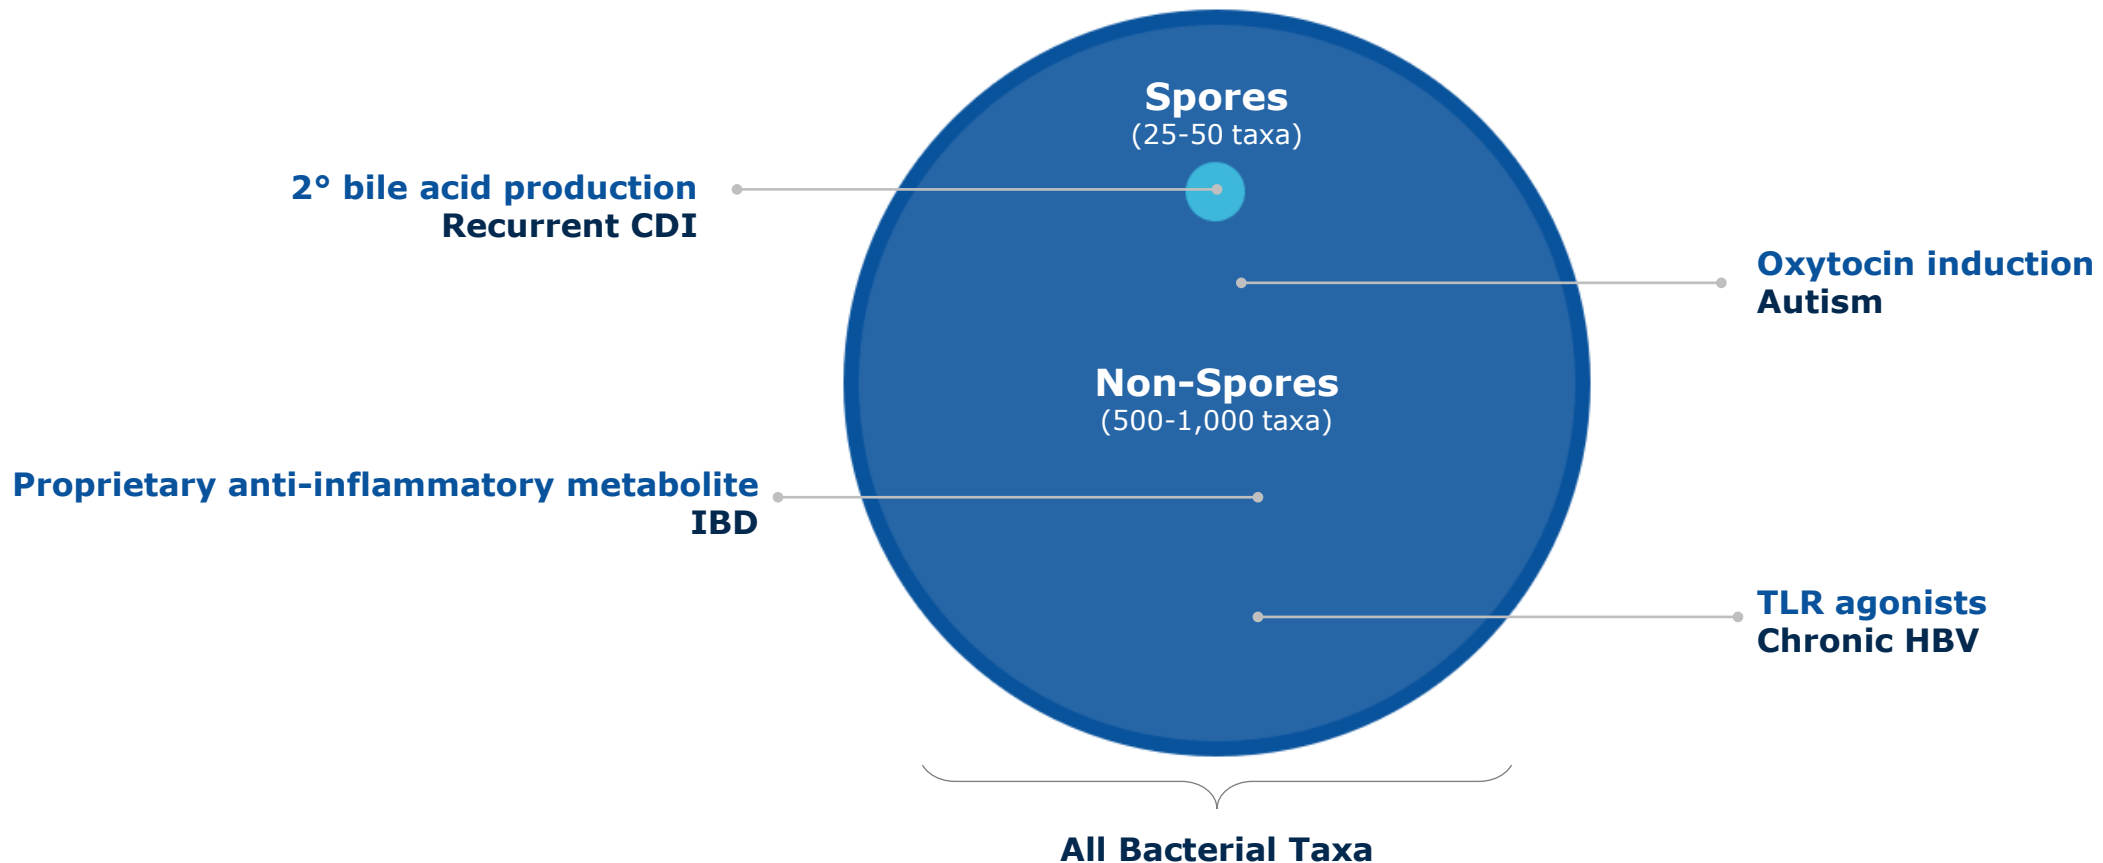 Spores
(25-50 taxa)
2° bile acid production
Recurrent CDI
Oxytocin induction
Autism
Non-Spores
(500-1,000 taxa)
Proprietary anti-inflammatory metabolite
IBD
TLR agonists
Chronic HBV
All Bacterial Taxa